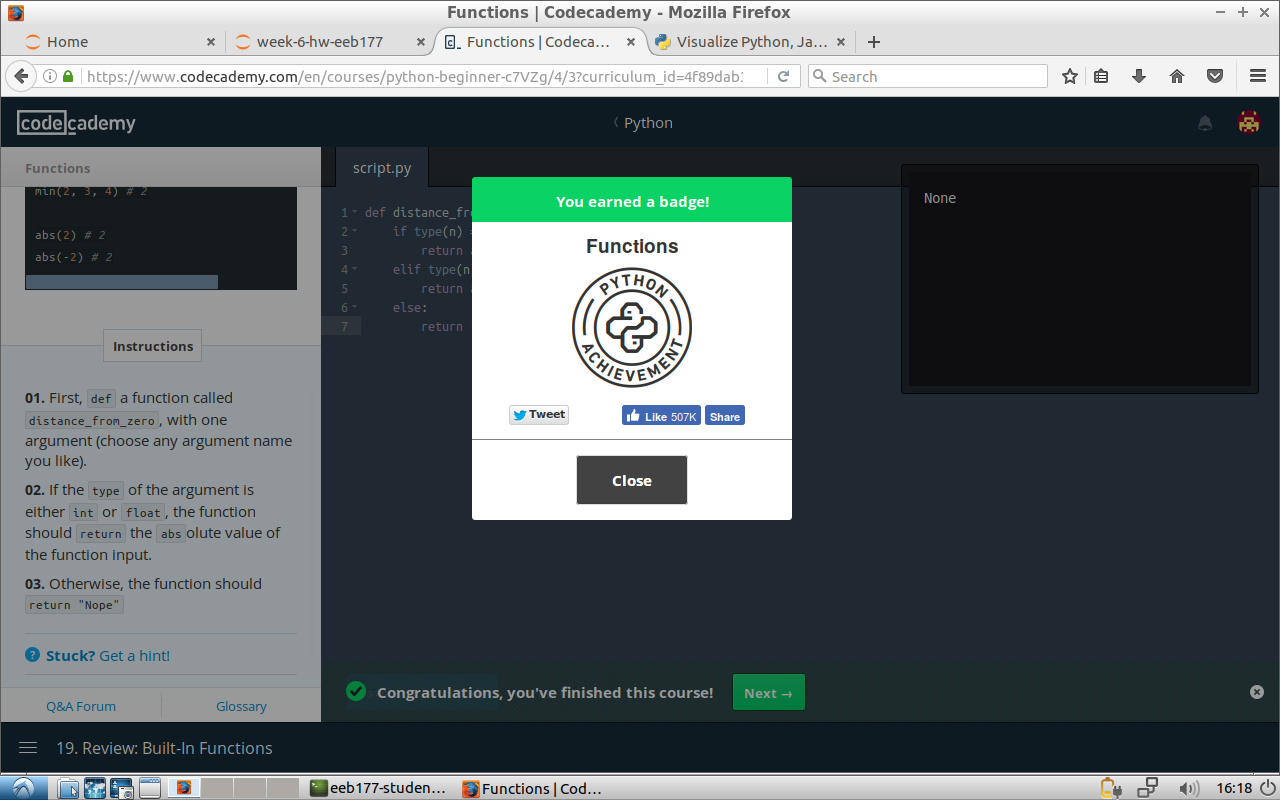 Functions | Codecademy - Mozilla Firefox
Home
week-6-hw-eeb177
Functions | Codeca...
Visualize Python, Ja...
https://www.codecademy.com/en/courses/python-beginner-c7VZg/4/3?curriculum_id=4f89dab3
Search
codecademy
Python
Functions
script.py
min(2, 3, 4) # 2
abs(2) # 2
abs(-2) # 2
Instructions
01. First, def a function called
distance_from_zero, with one
argument (choose any argument name
you like).
02. If the type of the argument is
either int or float, the function
should return the absolute value of
the function input.
03. Otherwise, the function should
return "Nope"
? Stuck? Get a hint!
Q&A Forum
Glossary
1 def distance_fro
2 if type(n)
3 return
4 elif type(n
5 return
6 else:
7 return
None
You earned a badge!
Functions
PYTHON
ACHIEVEMENT
Tweet
Like 507K
Share
Close
Congratulations, you've finished this course!
Next →
19. Review: Built-In Functions
eeb177-studen...
Functions | Cod...
16:18